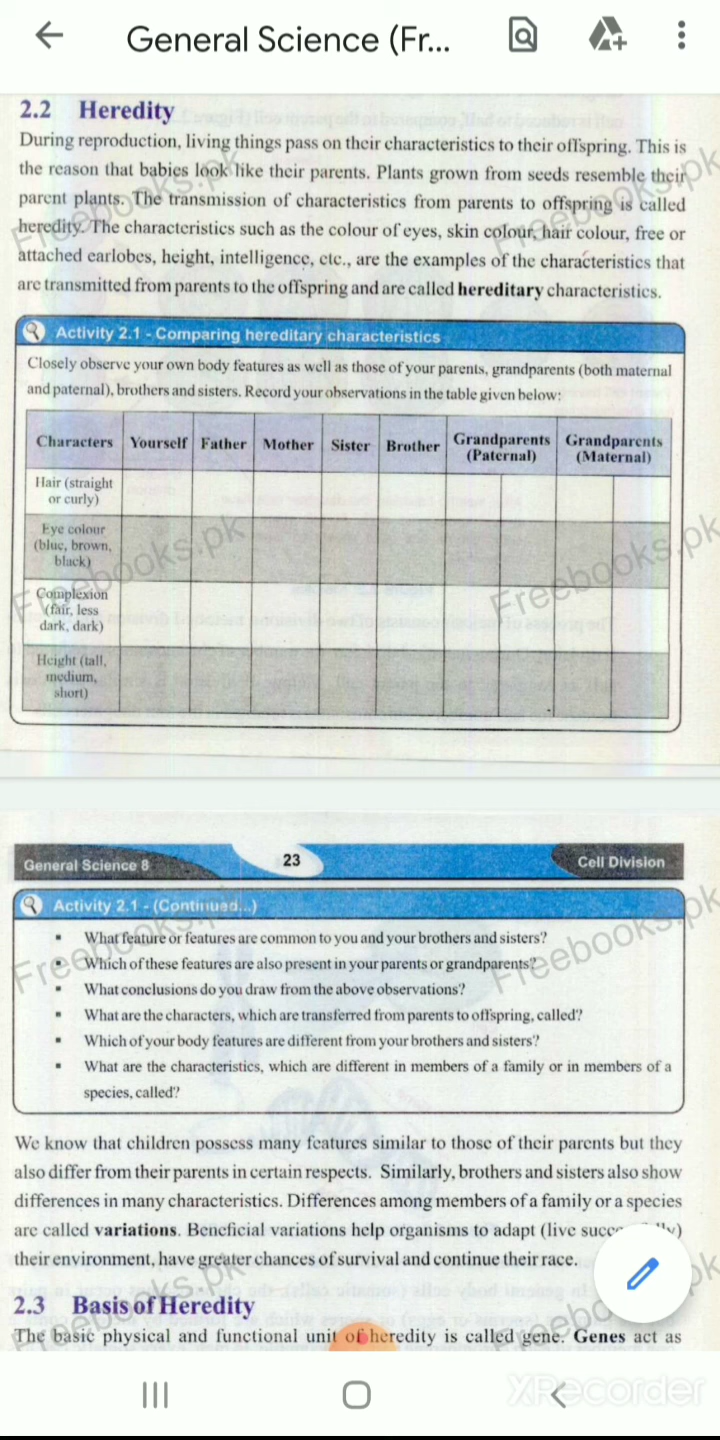 General Science (Fr...
2.2 Heredity
During reproduction, living things pass on their characteristics to their offspring. This is
the reason that babies look like their parents. Plants grown from seeds resemble their
parent plants. The transmission of characteristics from parents to offspring is called
heredity. The characteristics such as the colour of eyes, skin colour, hair colour, free or
attached earlobes, height, intelligence, etc., are the examples of the characteristics that
are transmitted from parents to the offspring and are called hereditary characteristics.
Activity 2.1 - Comparing hereditary characteristics
Closely observe your own body features as well as those of your parents, grandparents (both maternal
and paternal), brothers and sisters. Record your observations in the table given below:
Characters Yourself Father Mother Sister Brother Grandparents (Paternal) Grandparents (Maternal)
Hair (straight
or curly)
Eye colour
(blue, brown,
black)
Complexion
(fair, less
dark, dark)
Height (tall,
medium,
short)
Freebooks.pk
General Science 8 23 Cell Division
Activity 2.1 - (Continued...)
▪ What feature or features are common to you and your brothers and sisters?
▪ Which of these features are also present in your parents or grandparents?
▪ What conclusions do you draw from the above observations?
▪ What are the characters, which are transferred from parents to offspring, called?
▪ Which of your body features are different from your brothers and sisters?
▪ What are the characteristics, which are different in members of a family or in members of a
species, called?
We know that children possess many features similar to those of their parents but they
also differ from their parents in certain respects. Similarly, brothers and sisters also show
differences in many characteristics. Differences among members of a family or a species
are called variations. Beneficial variations help organisms to adapt (live
their environment, have greater chances of survival and continue their race.
2.3 Basis of Heredity
The basic physical and functional unit of heredity is called gene. Genes act as
XRecorder